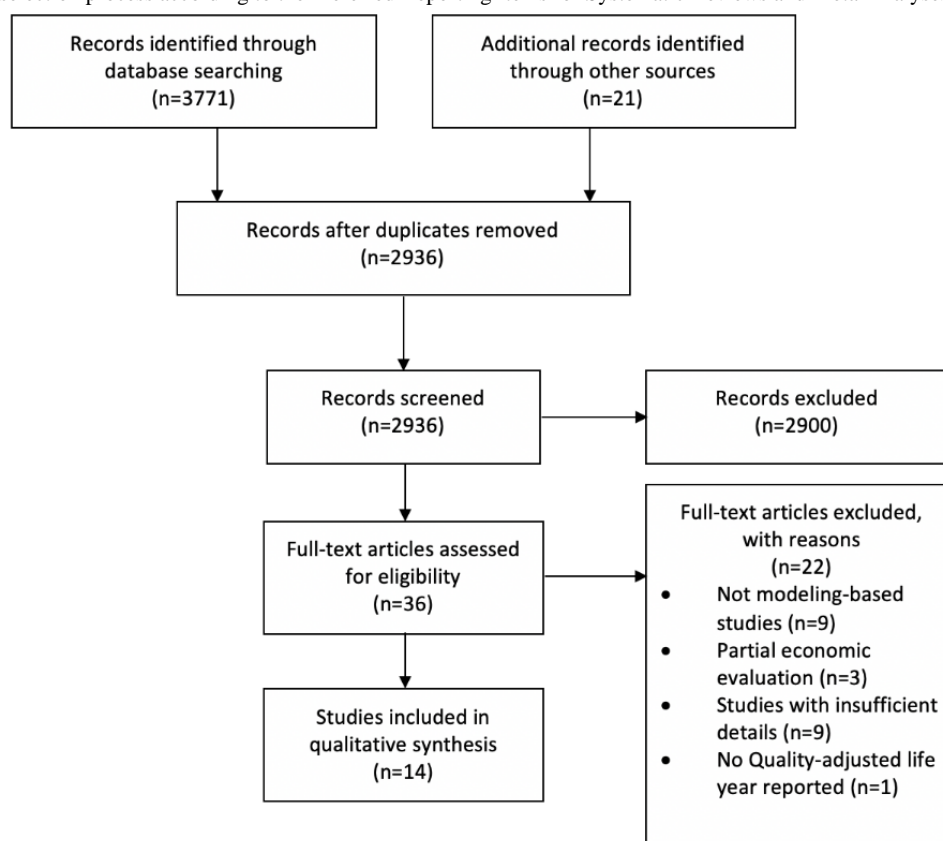 Records identified through
database searching
(n=3771)
Additional records identified
through other sources
(n=21)
Records after duplicates removed
(n=2936)
Records screened
(n=2936)
Records excluded
(n=2900)
Full-text articles assessed
for eligibility
(n=36)
Full-text articles excluded,
with reasons
(n=22)
• Not modeling-based
studies (n=9)
• Partial economic
evaluation (n=3)
• Studies with insufficient
details (n=9)
• No Quality-adjusted life
year reported (n=1)
Studies included in
qualitative synthesis
(n=14)